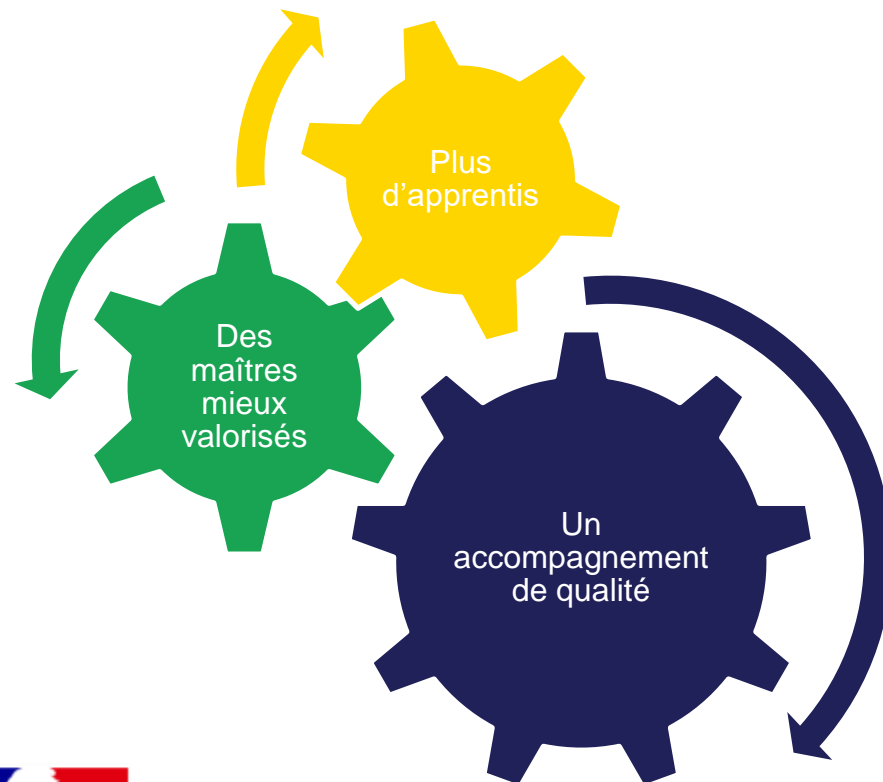 Plus
d’apprentis
Des
maîtres
mieux
valorisés
Un
accompagnement
de qualité